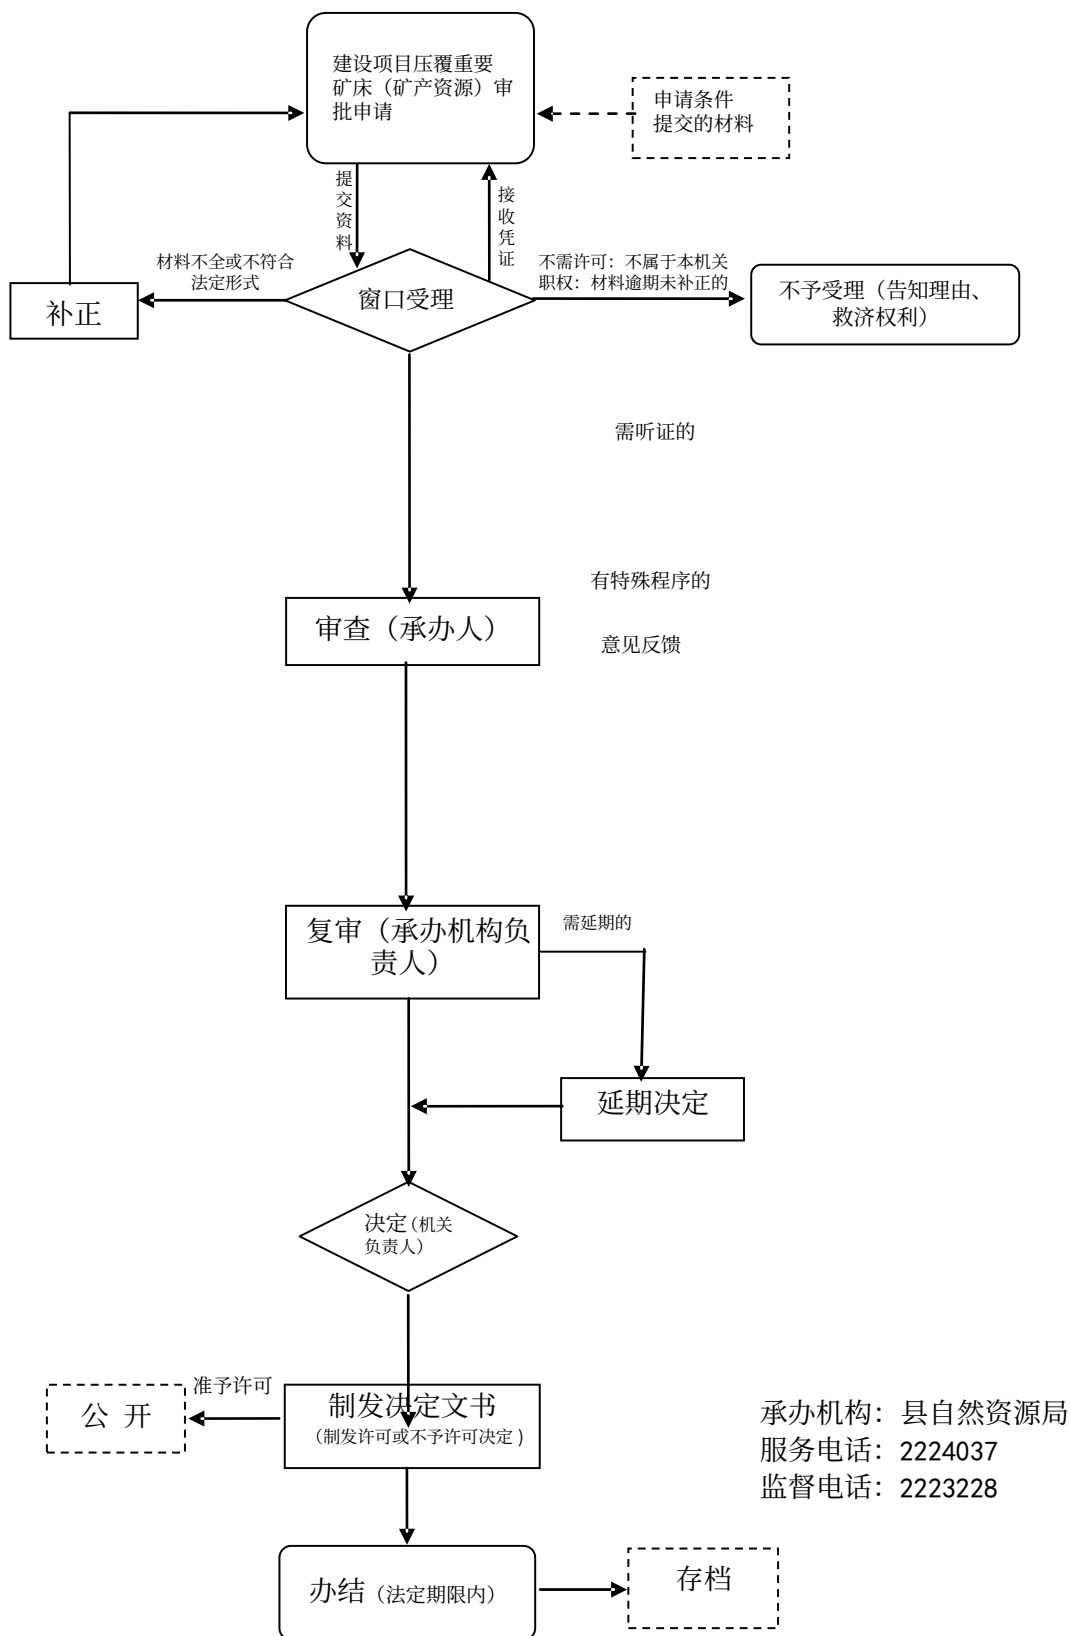 建设项目压覆重要
矿床（矿产资源）审
批申请
申请条件
提交的材料
提交资料
接收凭证
材料不全或不符合
法定形式
不需许可：不属于本机关
职权：材料逾期未补正的
补正
窗口受理
不予受理（告知理由、
救济权利）
需听证的
有特殊程序的
审查（承办人）
意见反馈
复审（承办机构负
责人）
需延期的
延期决定
决定（机关
负责人）
准予许可
公 开
制发决定文书
（制发许可或不予许可决定)
承办机构：县自然资源局
服务电话：2224037
监督电话：2223228
办结（法定期限内）
存档